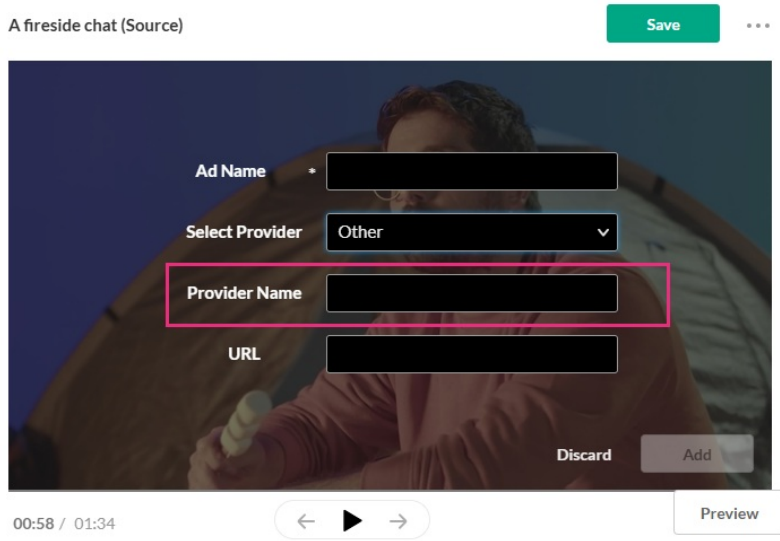 A fireside chat (Source)
Save
Ad Name *
Select Provider Other
Provider Name
URL
Discard Add
00:58 / 01:34
Preview